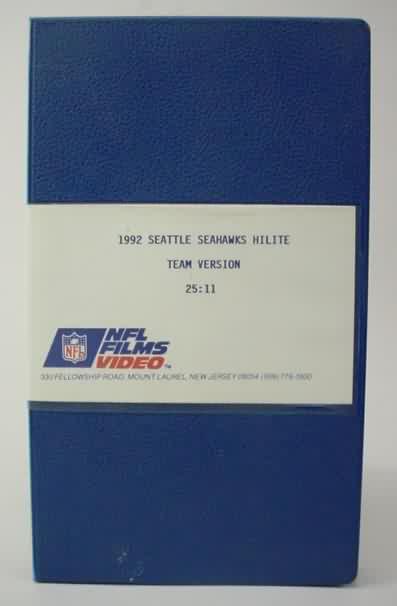 1992 SEATTLE SEAHAWKS HILITE
TEAM VERSION
25:11
NFL
NFL
FILMS
VIDEO™
330 FELLOWSHIP ROAD, MOUNT LAUREL, NEW JERSEY 08054 (609) 778-1600